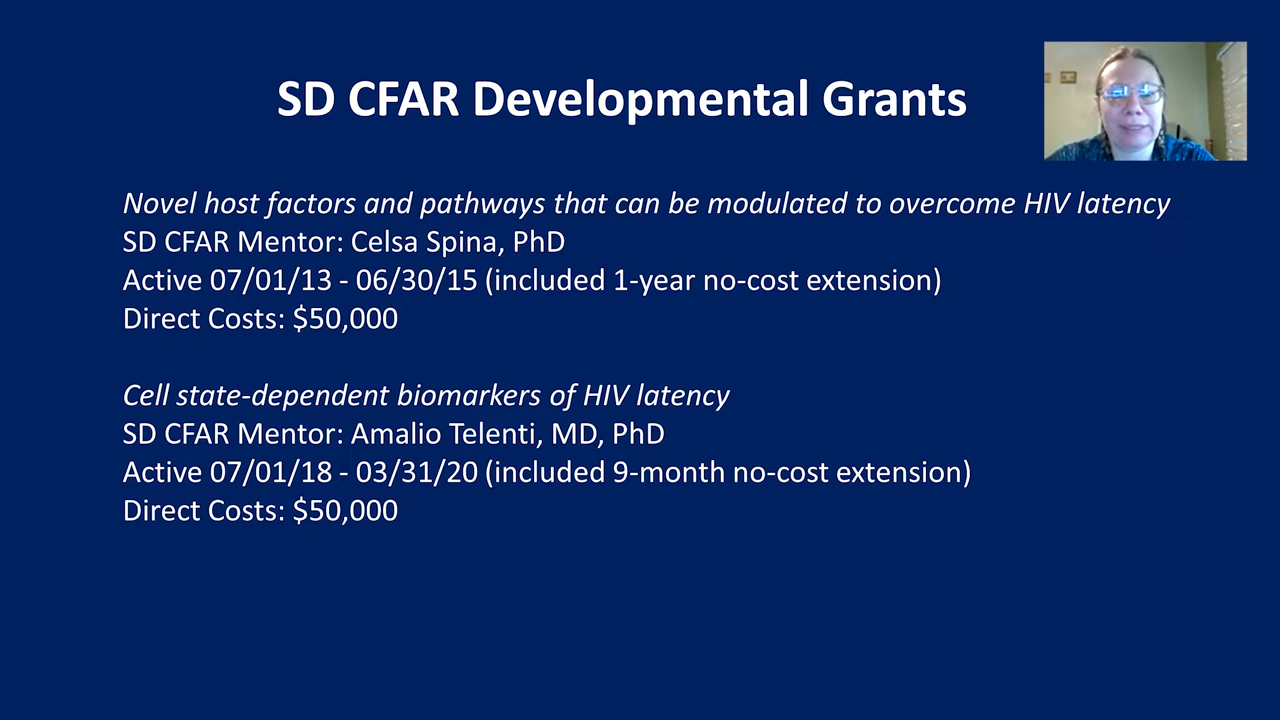 SD CFAR Developmental Grants
Novel host factors and pathways that can be modulated to overcome HIV latency
SD CFAR Mentor: Celsa Spina, PhD
Active 07/01/13 - 06/30/15 (included 1-year no-cost extension)
Direct Costs: $50,000
Cell state-dependent biomarkers of HIV latency
SD CFAR Mentor: Amalio Telenti, MD, PhD
Active 07/01/18 - 03/31/20 (included 9-month no-cost extension)
Direct Costs: $50,000